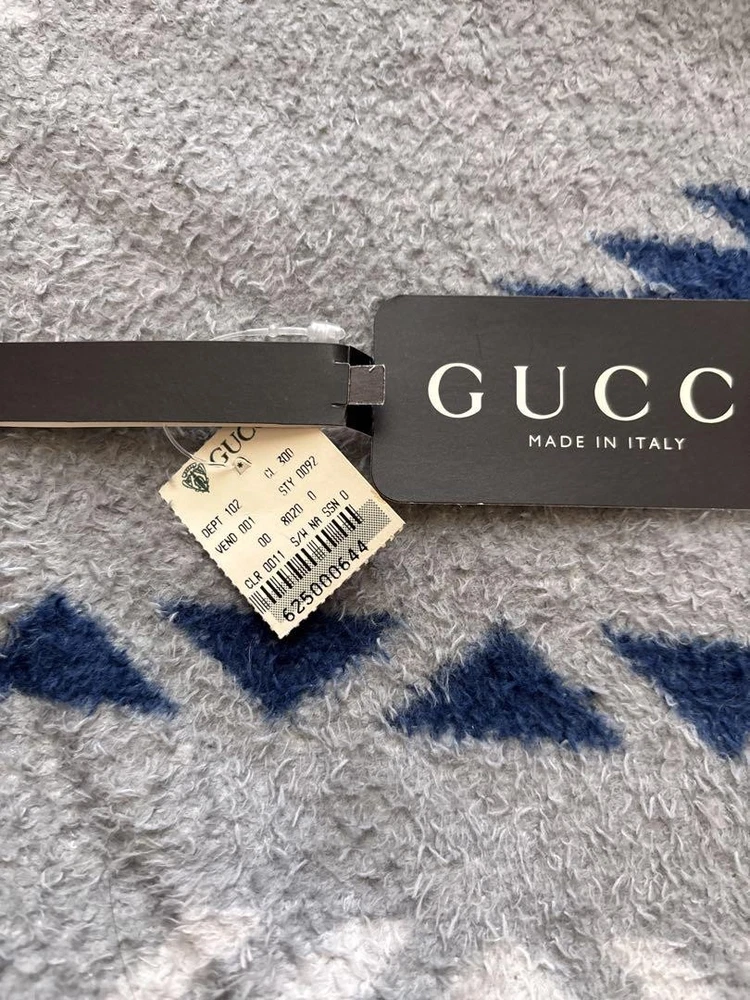 GUCC
MADE IN ITALY
GUC
CL 300
DEPT 102
STY 0092
VEND 001
00 8020 0
CLR 0011 S/W NA SSN 0
625000644